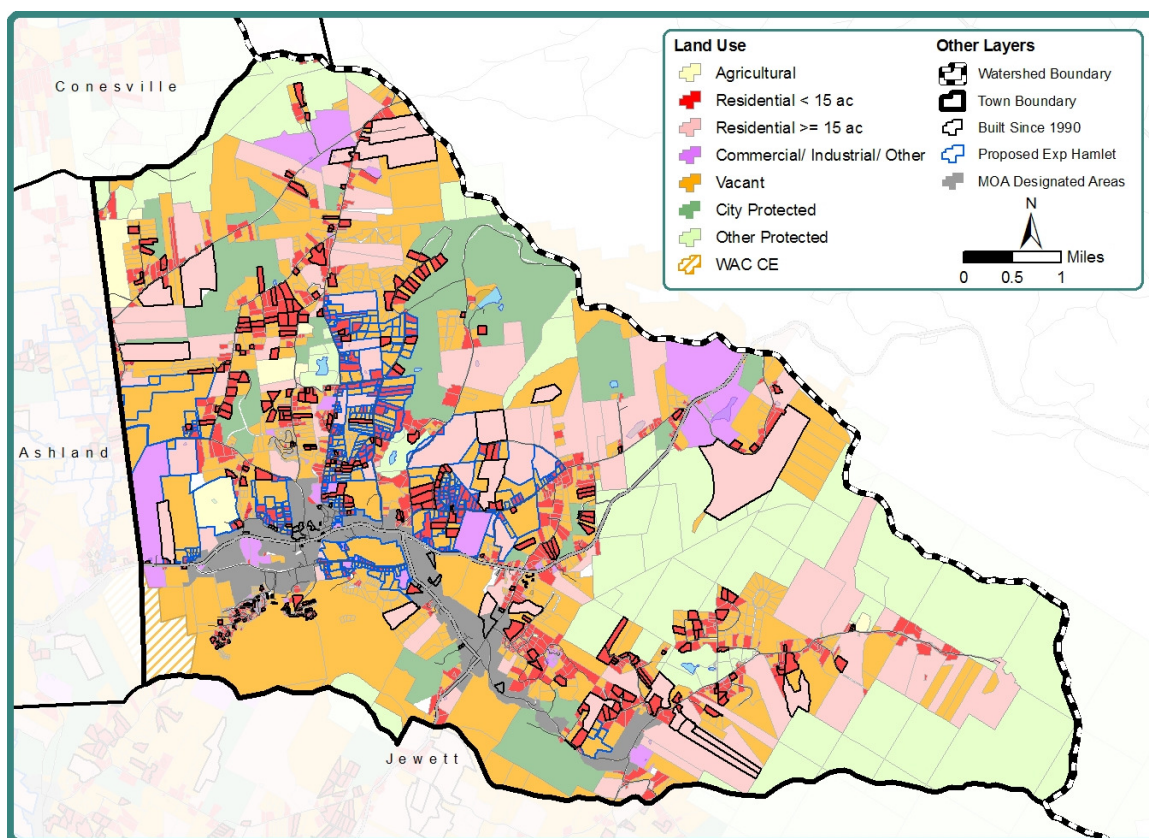 Conesville
Ashland
Jewett
Land Use
Agricultural
Residential < 15 ac
Residential >= 15 ac
Commercial/ Industrial/ Other
Vacant
City Protected
Other Protected
WAC CE
Other Layers
Watershed Boundary
Town Boundary
Built Since 1990
Proposed Exp Hamlet
MOA Designated Areas
N
Miles
0 0.5 1